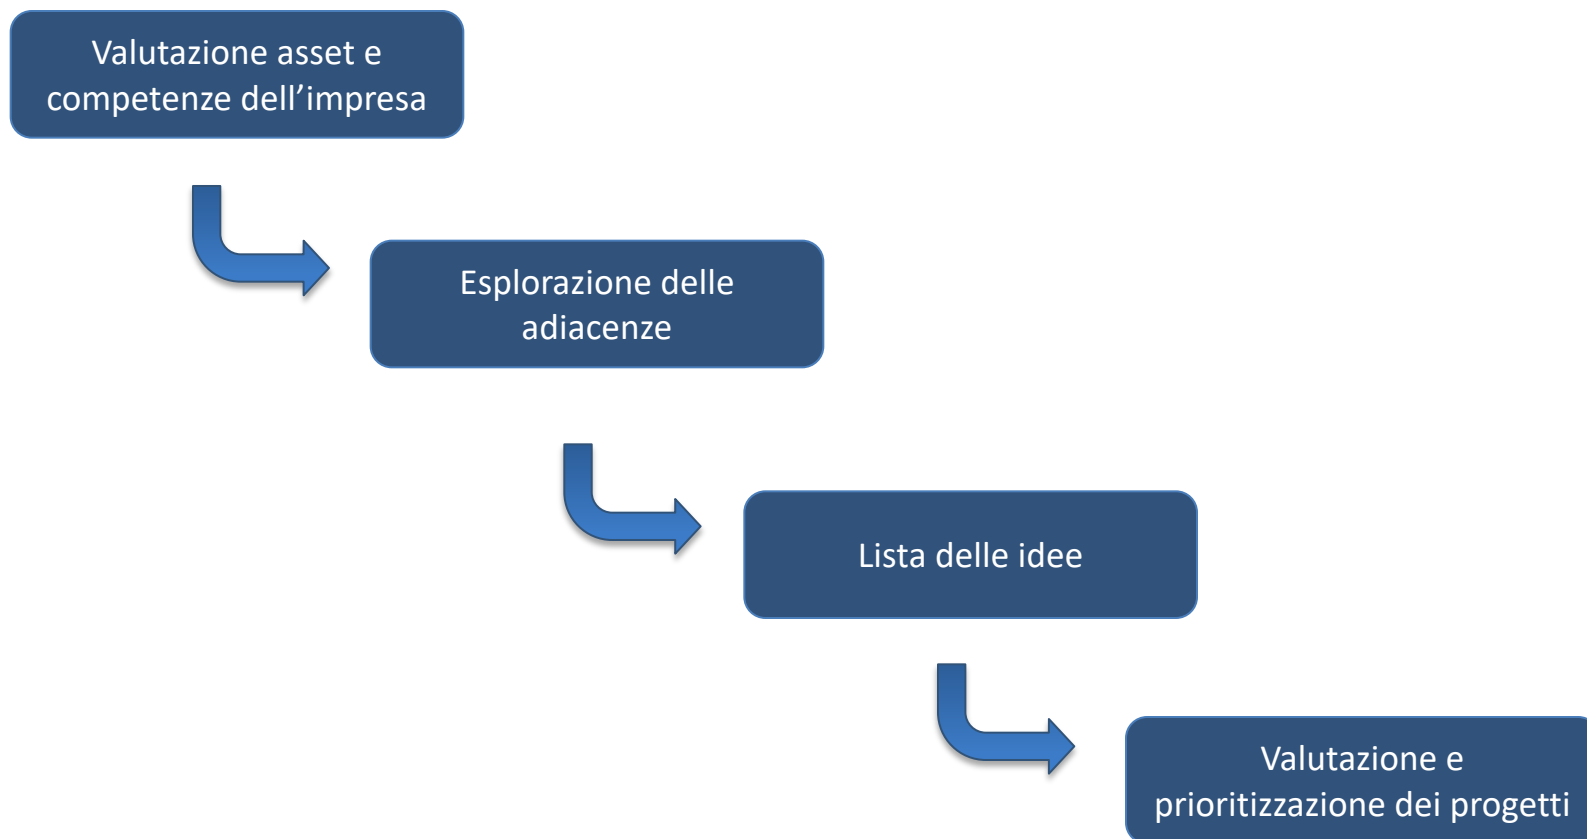 Valutazione asset e
competenze dell’impresa
Esplorazione delle
adiacenze
Lista delle idee
Valutazione e
prioritizzazione dei progetti